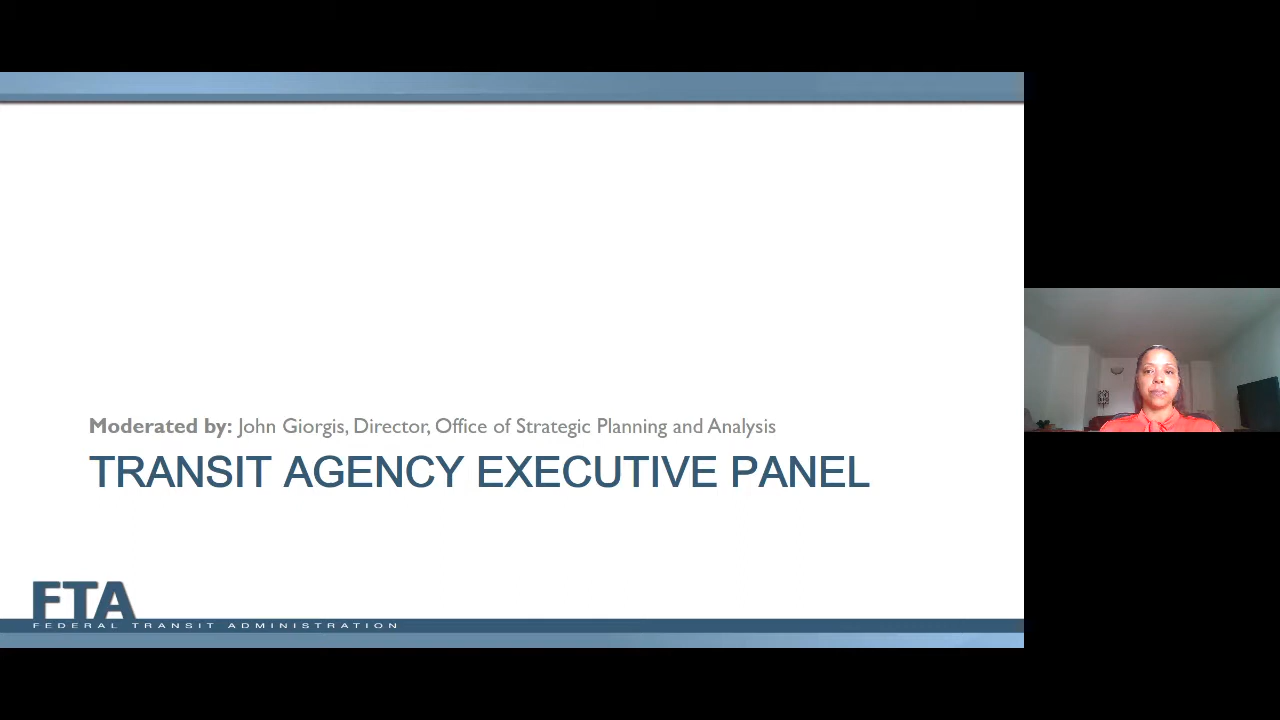 Moderated by: John Giorgis, Director, Office of Strategic Planning and Analysis
TRANSIT AGENCY EXECUTIVE PANEL
FTA
FEDERAL TRANSIT ADMINISTRATION